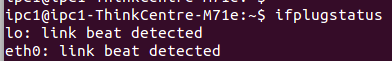 ipc1@ipc1-ThinkCentre-M71e:~$ ifplugstatus
lo: link beat detected
eth0: link beat detected